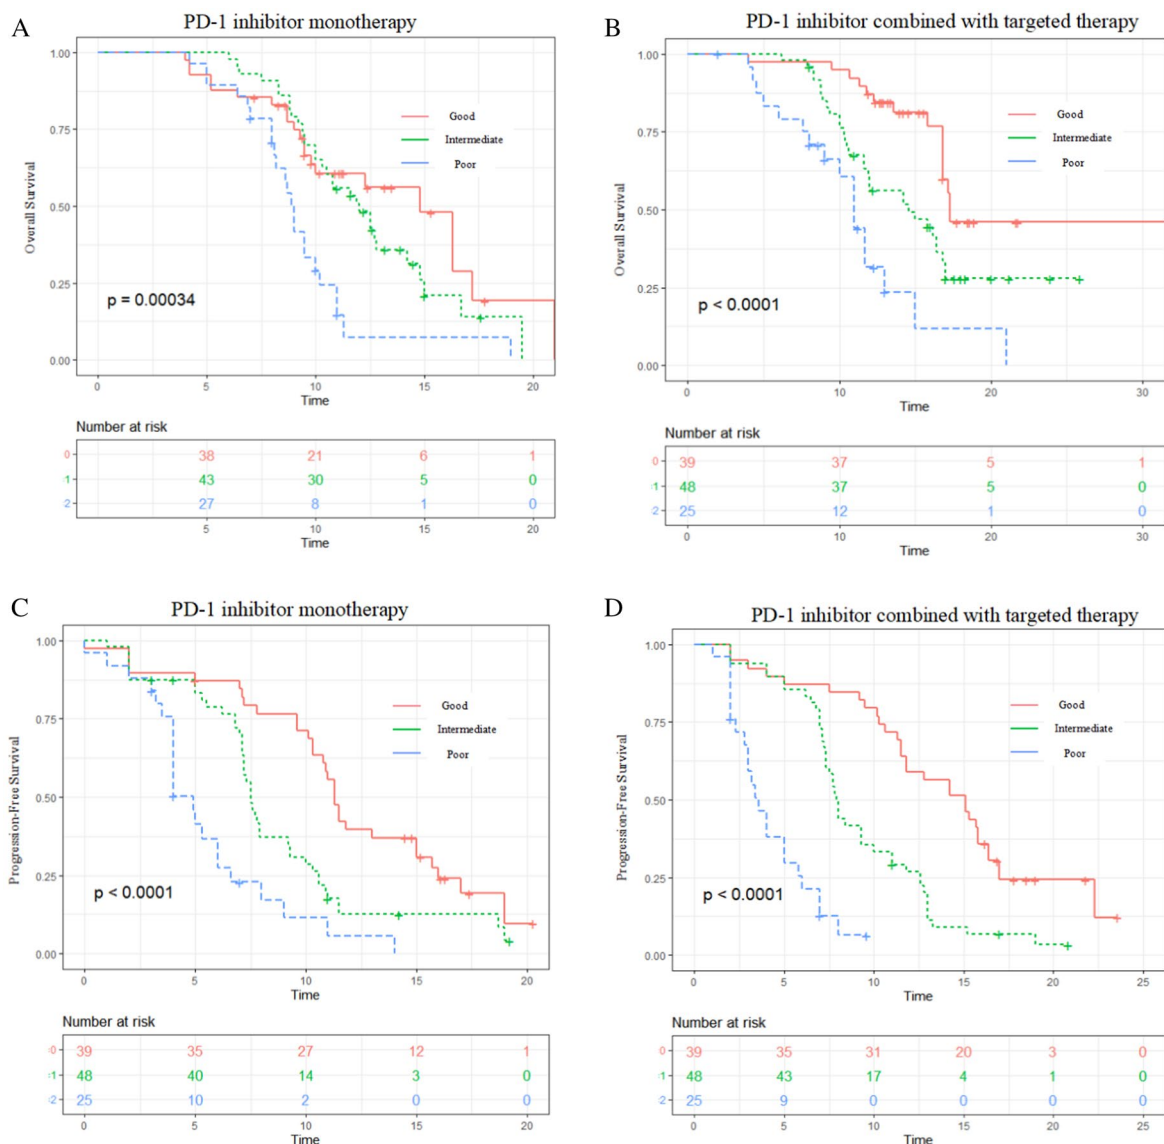 A
PD-1 inhibitor monotherapy
Overall Survival
1.00
0.75
0.50
0.25
0.00
Good
Intermediate
Poor
p = 0.00034
0 5 10 15 20
Time
Number at risk
0 38 21 6 1
:1 43 30 5 0
-2 27 8 1 0
5 10 15 20
Time
B
PD-1 inhibitor combined with targeted therapy
Overall Survival
1.00
0.75
0.50
0.25
0.00
Good
Intermediate
Poor
p < 0.0001
0 10 20 30
Time
Number at risk
0 39 37 5 1
:1 48 37 5 0
-2 25 12 1 0
0 10 20 30
Time
C
PD-1 inhibitor monotherapy
Progression-Free Survival
1.00
0.75
0.50
0.25
0.00
Good
Intermediate
Poor
p < 0.0001
0 5 10 15 20
Time
Number at risk
:0 39 35 27 12 1
:1 48 40 14 3 0
-2 25 10 2 0 0
0 5 10 15 20
Time
D
PD-1 inhibitor combined with targeted therapy
Progression-Free Survival
1.00
0.75
0.50
0.25
0.00
Good
Intermediate
Poor
p < 0.0001
0 5 10 15 20 25
Time
Number at risk
0 39 35 31 20 3 0
:1 48 43 17 4 1 0
-2 25 9 0 0 0 0
0 5 10 15 20 25
Time